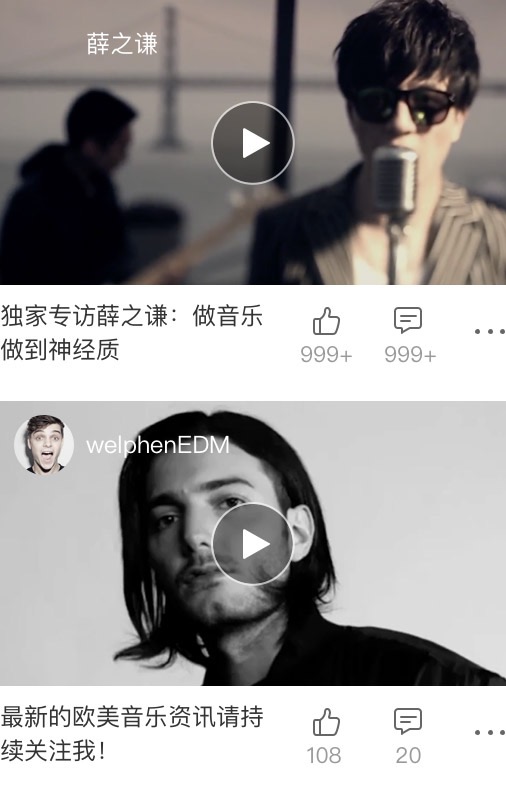 薛之谦
独家专访薛之谦：做音乐
做到神经质
999+
999+
welphenEDM
最新的欧美音乐资讯请持
续关注我！
108
20